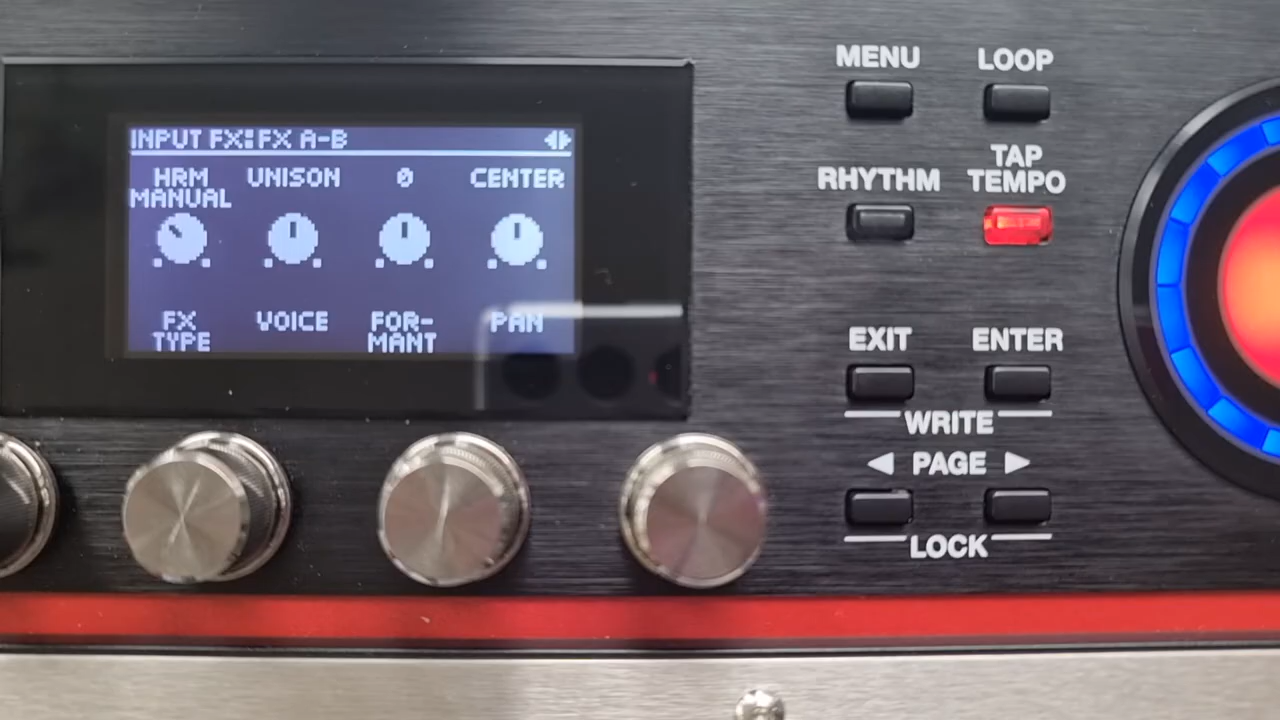 INPUT FX:FX A-B
HRM
MANUAL
UNISON
0
CENTER
FX
TYPE
VOICE
FOR-
MANT
PAN
MENU
LOOP
RHYTHM
TAP
TEMPO
EXIT
ENTER
WRITE
PAGE
LOCK